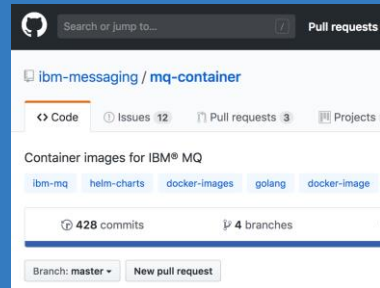 Search or jump to... / Pull requests
ibm-messaging / mq-container
<> Code Issues 12 Pull requests 3 Projects
Container images for IBM® MQ
ibm-mq helm-charts docker-images golang docker-image
428 commits 4 branches
Branch: master New pull request